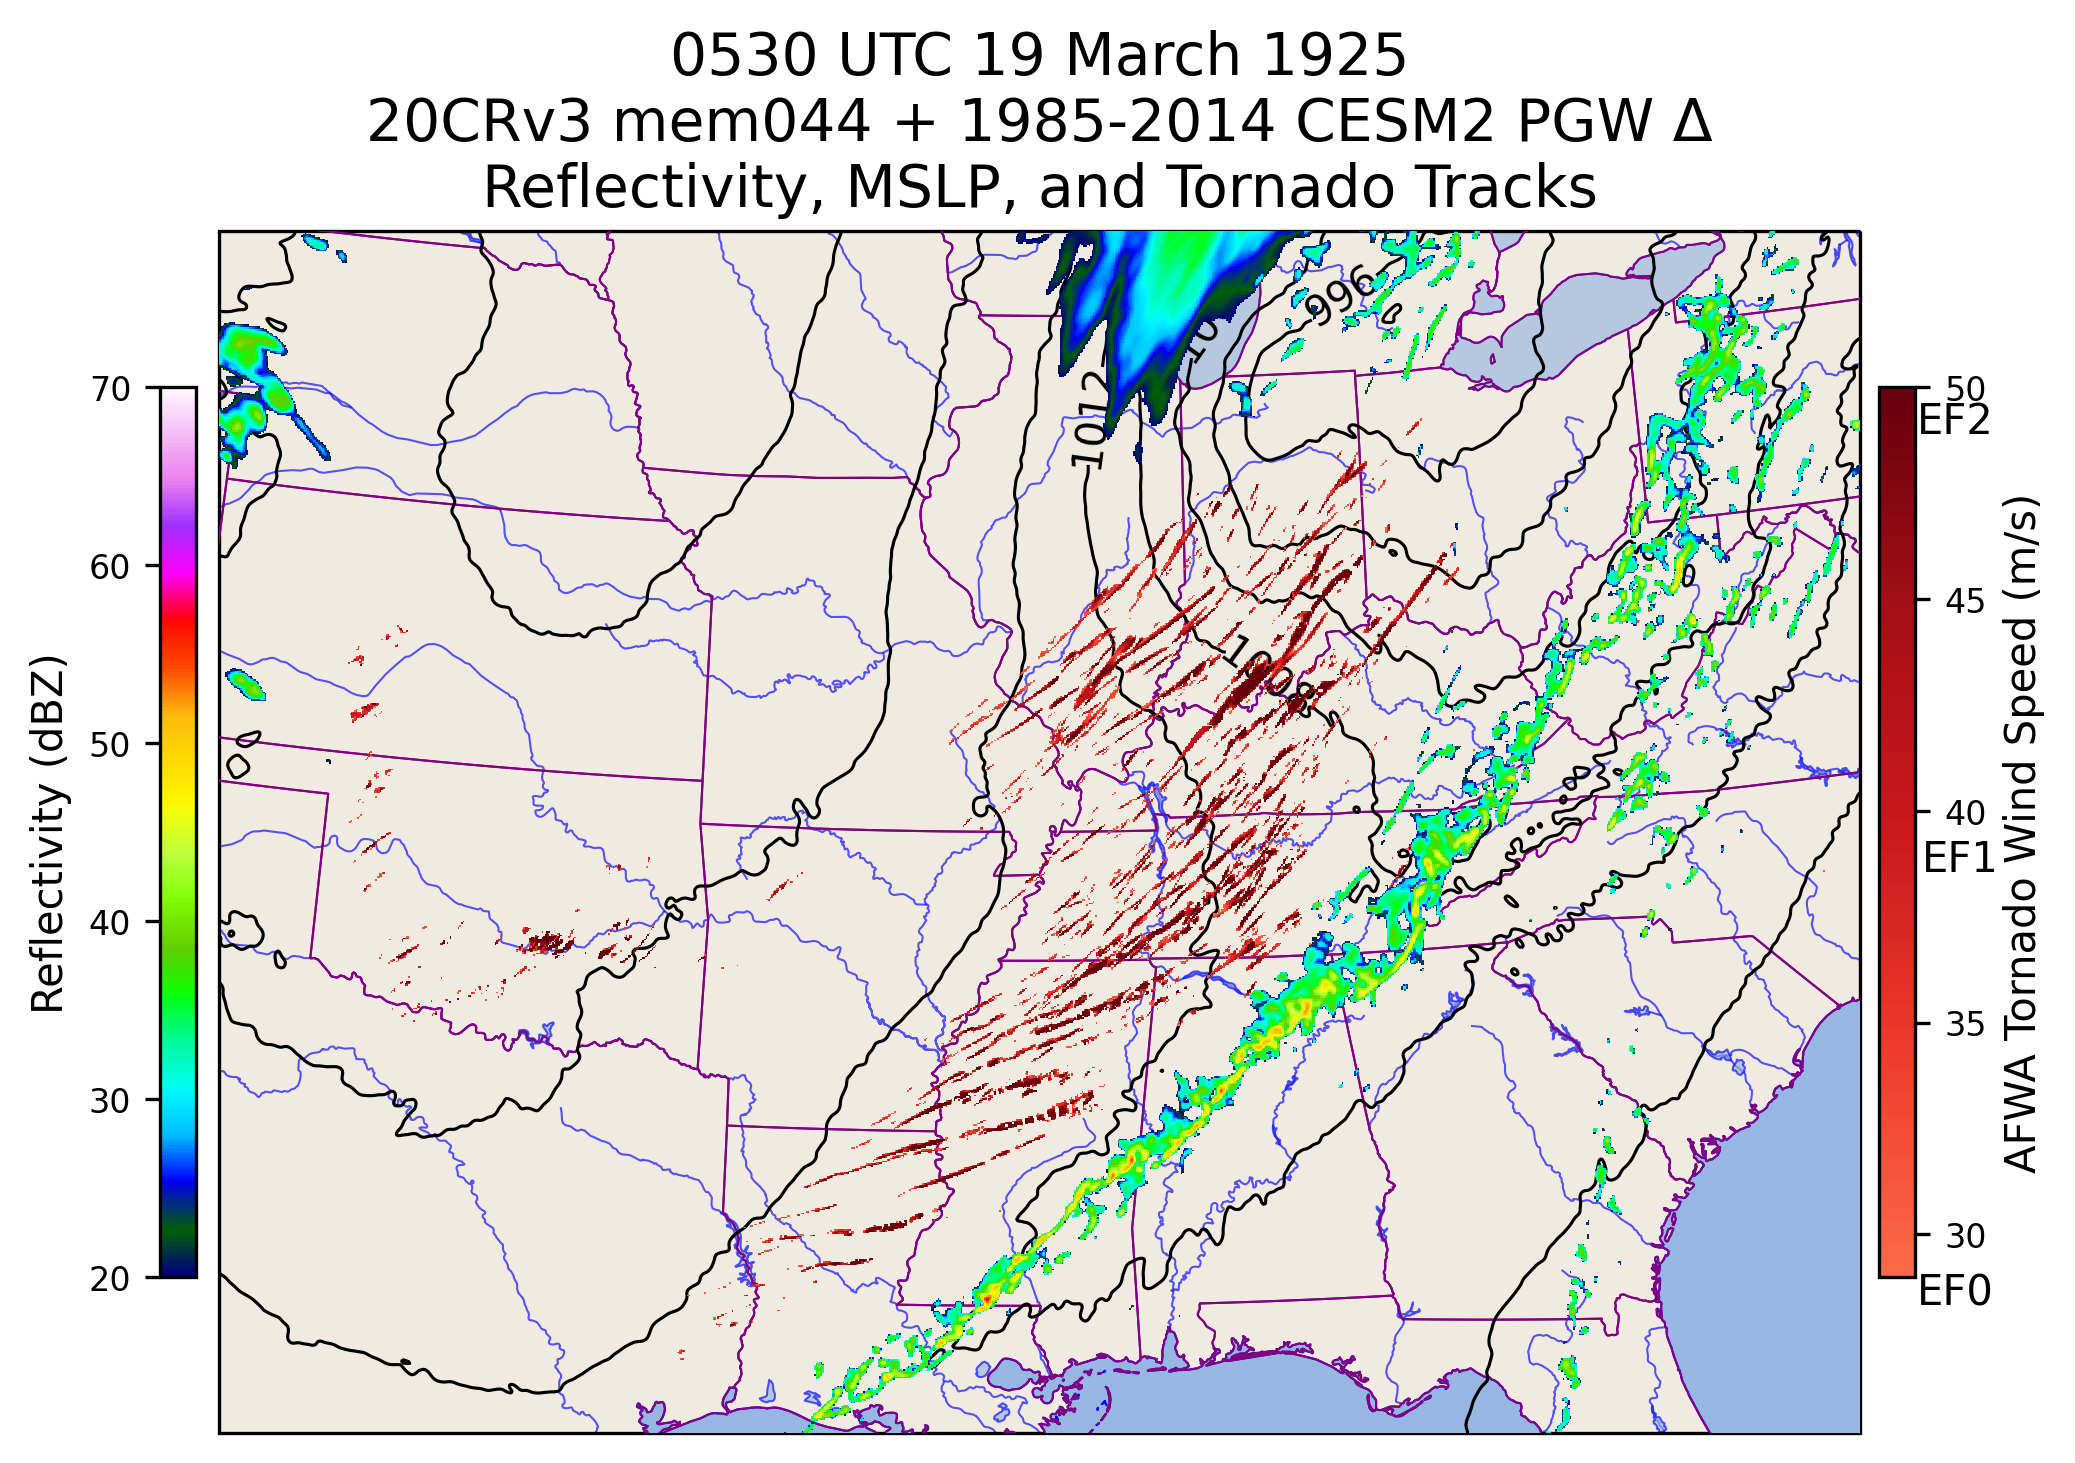 0530 UTC 19 March 1925
20CRv3 mem044 + 1985-2014 CESM2 PGW Δ
Reflectivity, MSLP, and Tornado Tracks
Reflectivity (dBZ)
70
60
50
40
30
20
996
10
1012
1008
50
EF2
45
40
EF1
35
30
EF0
AFWA Tornado Wind Speed (m/s)